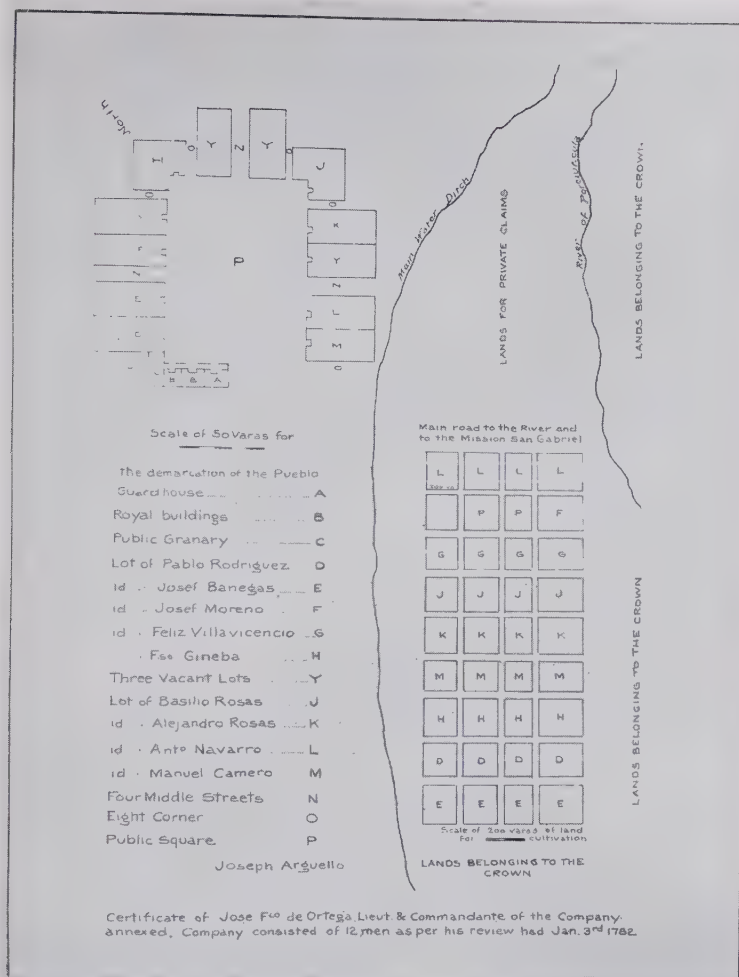 North
O Y N Y O
H J
O O
K
P Y
N
L
M
O
B B A
Main Water Ditch
LANDS FOR PRIVATE CLAIMS
River of Porciuncula
LANDS BELONGING TO THE CROWN.
Scale of 50 Varas for
The demarcation of the Pueblo
Guard house A
Royal buildings B
Public Granary C
Lot of Pablo Rodriguez D
id . Josef Banegas E
id . Josef Moreno F
id . Feliz Villavicencio G
. Fco Gineba H
Three Vacant Lots Y
Lot of Basilio Rosas J
id . Alejandro Rosas K
id . Anto Navarro L
id . Manuel Camero M
Four Middle Streets N
Eight Corner O
Public Square P
Joseph Arguello
Main road to the River and
to the Mission San Gabriel
L L L L
P P F
G G G G
J J J J
K K K K
M M M M
H H H H
D D D D
E E E E
Scale of 200 varas of land
For cultivation
LANDS BELONGING TO THE
CROWN
LANDS BELONGING TO THE CROWN
Certificate of Jose Fco de Ortega, Lieut. & Commandante of the Company
annexed. Company consisted of 12 men as per his review had Jan. 3rd 1782